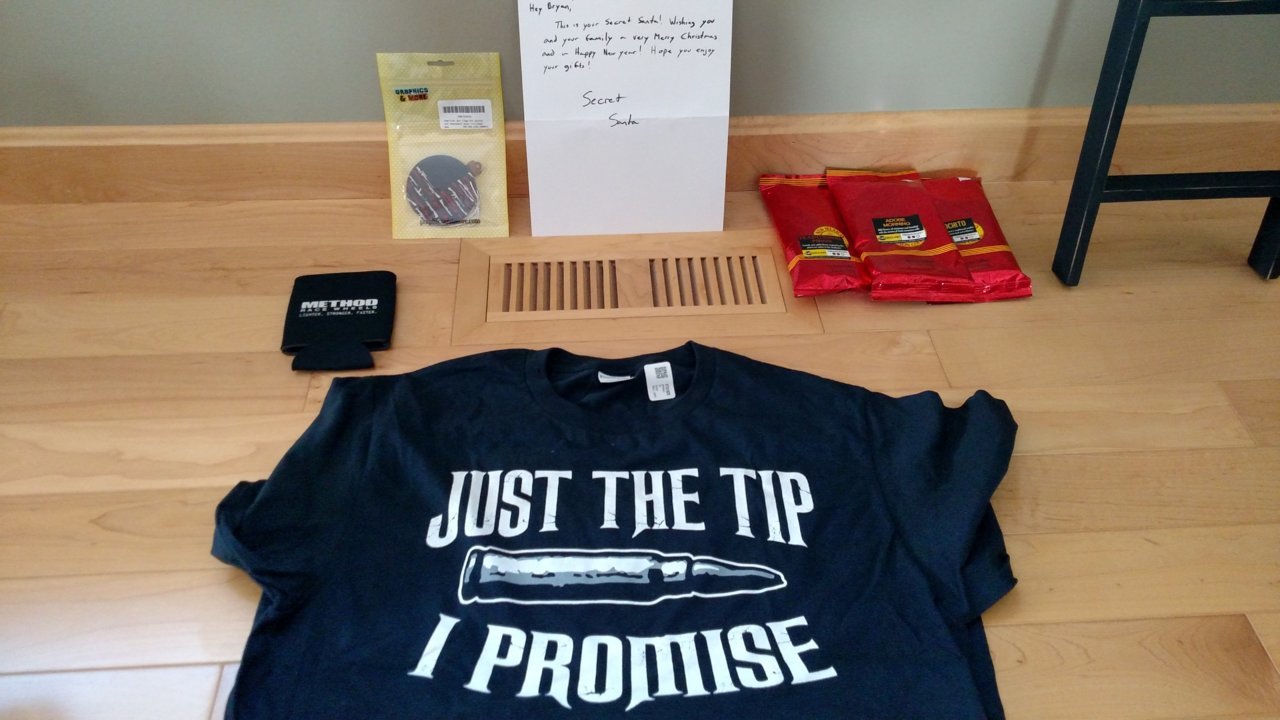 Hey Bryan,
This is your Secret Santa! Wishing you
and your family a very Merry Christmas
and a Happy New year! Hope you enjoy
your gifts!
Secret
Santa
GRAPHICS
& MORE
ADOBE
MORNING
METHOD
RACE WHEELS
LIGHTER. STRONGER. FASTER.
JUST THE TIP
I PROMISE